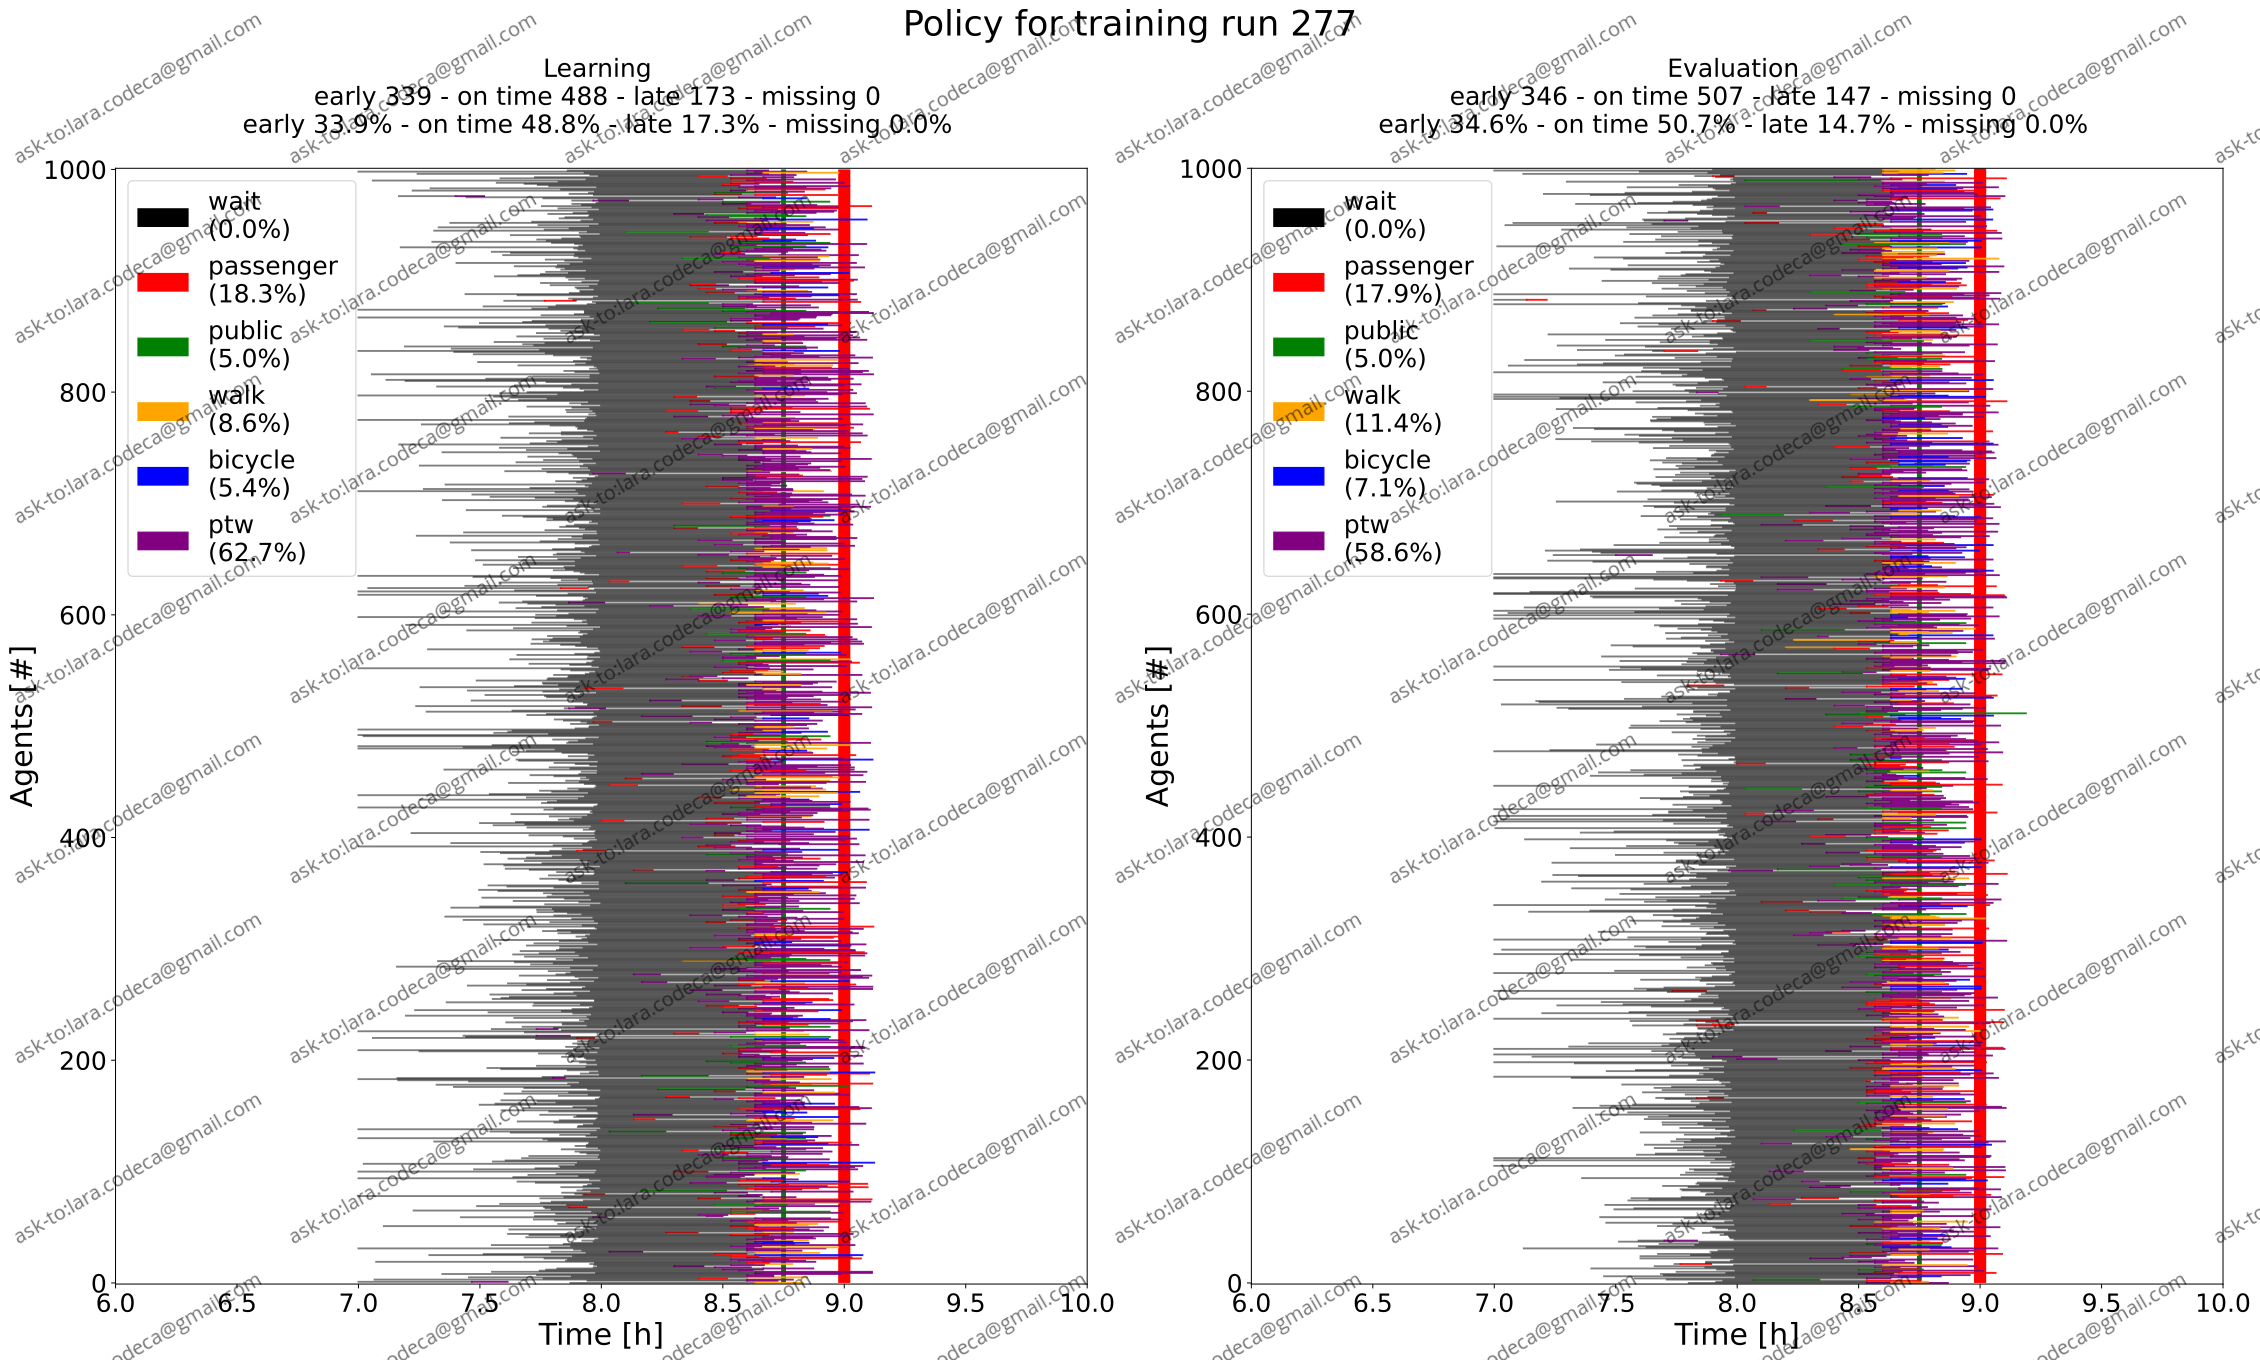 Policy for training run 277
Learning
early 339 - on time 488 - late 173 - missing 0
early 33.9% - on time 48.8% - late 17.3% - missing 0.0%
1000
800
600
400
200
0
Agents [#]
wait
(0.0%)
passenger
(18.3%)
public
(5.0%)
walk
(8.6%)
bicycle
(5.4%)
ptw
(62.7%)
6.0 6.5 7.0 7.5 8.0 8.5 9.0 9.5 10.0
Time [h]
Evaluation
early 346 - on time 507 - late 147 - missing 0
early 34.6% - on time 50.7% - late 14.7% - missing 0.0%
1000
800
600
400
200
0
Agents [#]
wait
(0.0%)
passenger
(17.9%)
public
(5.0%)
walk
(11.4%)
bicycle
(7.1%)
ptw
(58.6%)
6.0 6.5 7.0 7.5 8.0 8.5 9.0 9.5 10.0
Time [h]
ask-to:lara.codeca@gmail.com